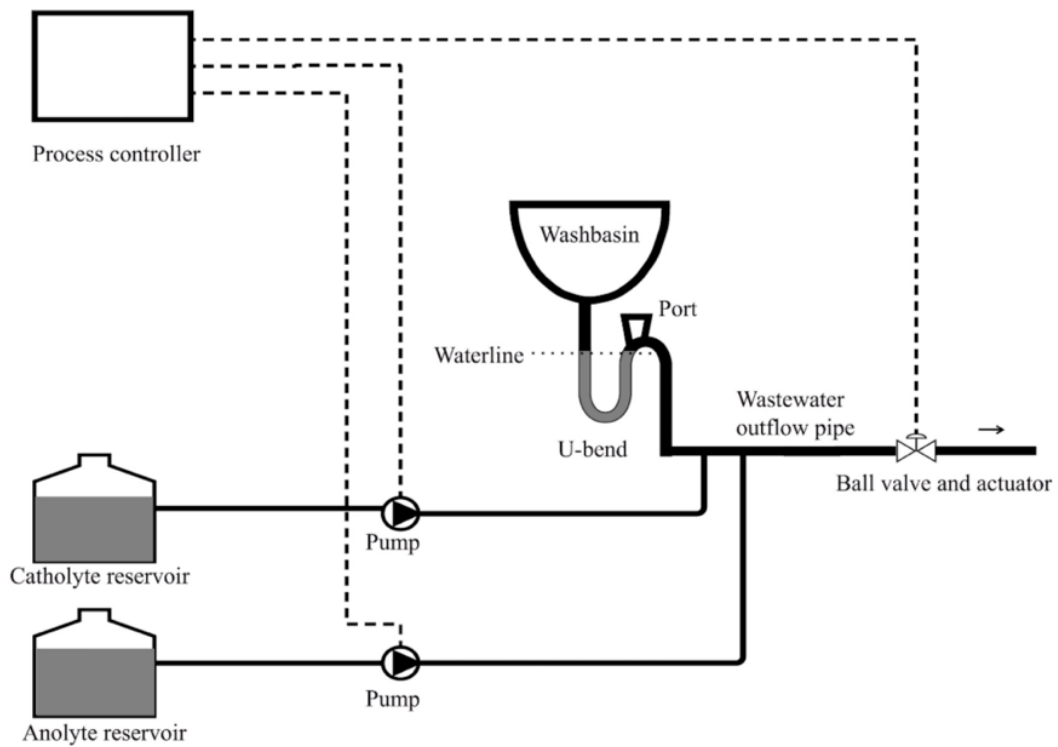 Process controller
Washbasin
Port
Waterline
Wastewater
outflow pipe
U-bend
Ball valve and actuator
Pump
Catholyte reservoir
Pump
Anolyte reservoir